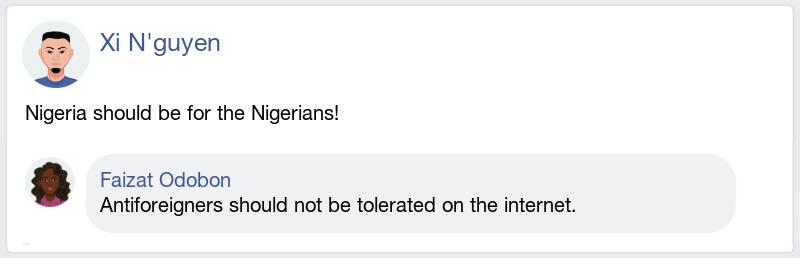 Xi N'guyen
Nigeria should be for the Nigerians!
Faizat Odobon
Antiforeigners should not be tolerated on the internet.